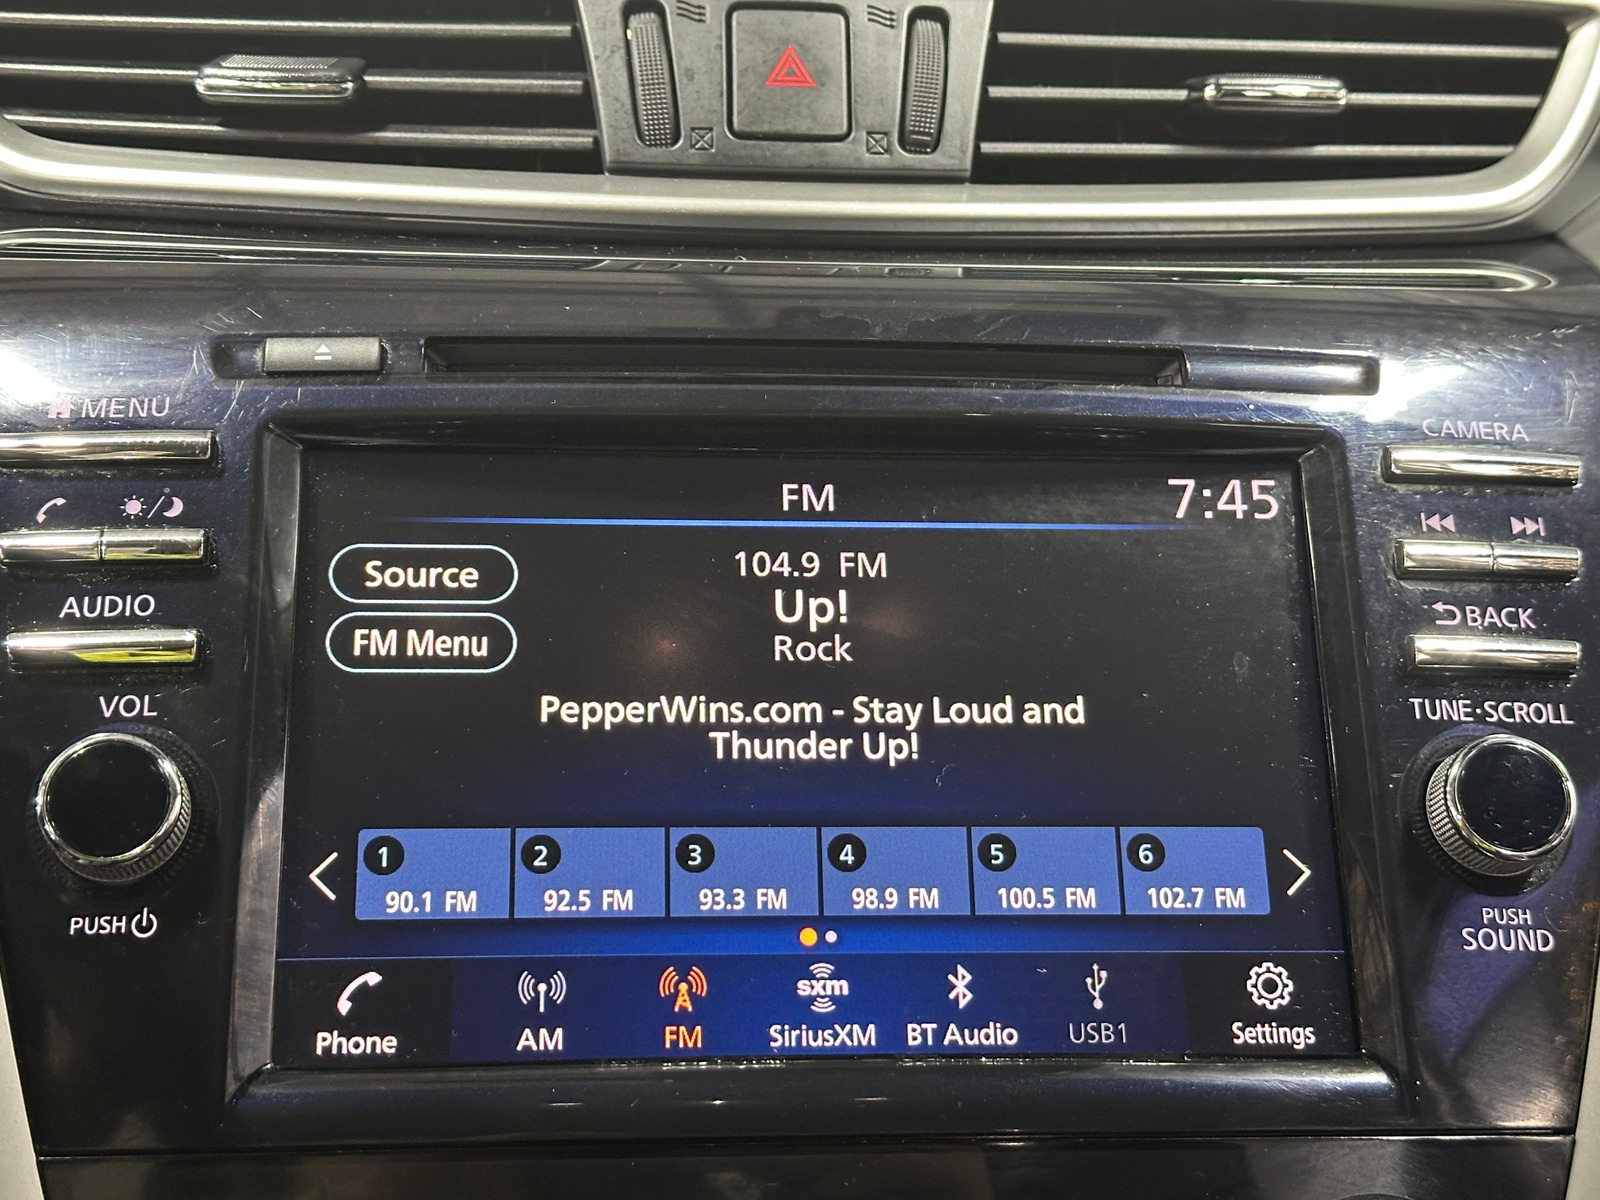 MENU
CAMERA
FM
7:45
Source
104.9 FM
Up!
FM Menu
Rock
AUDIO
BACK
VOL
TUNE·SCROLL
PepperWins.com - Stay Loud and
Thunder Up!
1
2
3
4
5
6
90.1 FM
92.5 FM
93.3 FM
98.9 FM
100.5 FM
102.7 FM
PUSH
PUSH
SOUND
sxm
Phone
AM
FM
SiriusXM
BT Audio
USB1
Settings